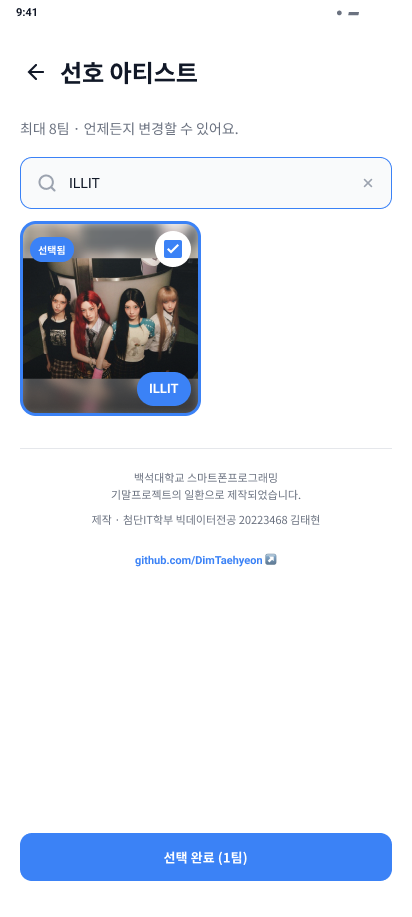 9:41
선호 아티스트
최대 8팀 · 언제든지 변경할 수 있어요.
ILLIT
선택됨
ILLIT
백석대학교 스마트폰프로그래밍
기말프로젝트의 일환으로 제작되었습니다.
제작 · 첨단IT학부 빅데이터전공 20223468 김태현
github.com/DimTaehyeon
선택 완료 (1팀)